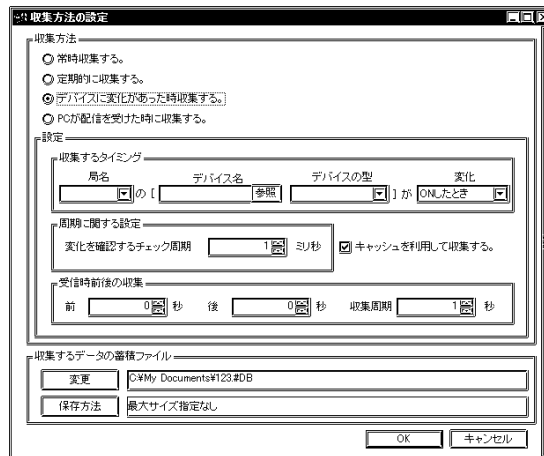 収集方法の設定
収集方法
常時収集する。
定期的に収集する。
デバイスに変化があった時収集する。
PCが配信を受けた時に収集する。
設定
収集するタイミング
局名 デバイス名 デバイスの型 変化
の [ 参照 ] が ONしたとき
周期に関する設定
変化を確認するチェック周期 1 ミリ秒 キャッシュを利用して収集する。
受信時前後の収集
前 0 秒 後 0 秒 収集周期 1 秒
収集するデータの蓄積ファイル
変更 C:¥My Documents¥123.#DB
保存方法 最大サイズ指定なし
OK キャンセル